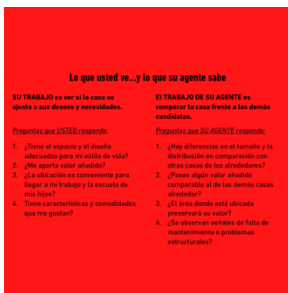 Lo que usted ve...y lo que su agente sabe
SU TRABAJO es ver si la casa se
ajusta a sus deseos y necesidades.
Preguntas que USTED responde:
1. ¿Tiene el espacio y el diseño
adecuados para mi estilo de vida?
2. ¿Me aporta valor añadido?
3. ¿La ubicación es conveniente para
llegar a mi trabajo y la escuela de
mis hijos?
4. Tiene características y comodidades
que me gustan?
El TRABAJO DE SU AGENTE es
comparar la casa frente a las demás
candidatas.
Preguntas que SU AGENTE responde:
1. ¿Hay diferencias en el tamaño y la
distribución en comparación con
otras casas de los alrededores?
2. ¿Posee algún valor añadido
comparable al de las demás casas
alrededor?
3. ¿El área donde está ubicada
preservará su valor?
4. ¿Se observan señales de falta de
mantenimiento o problemas
estructurales?